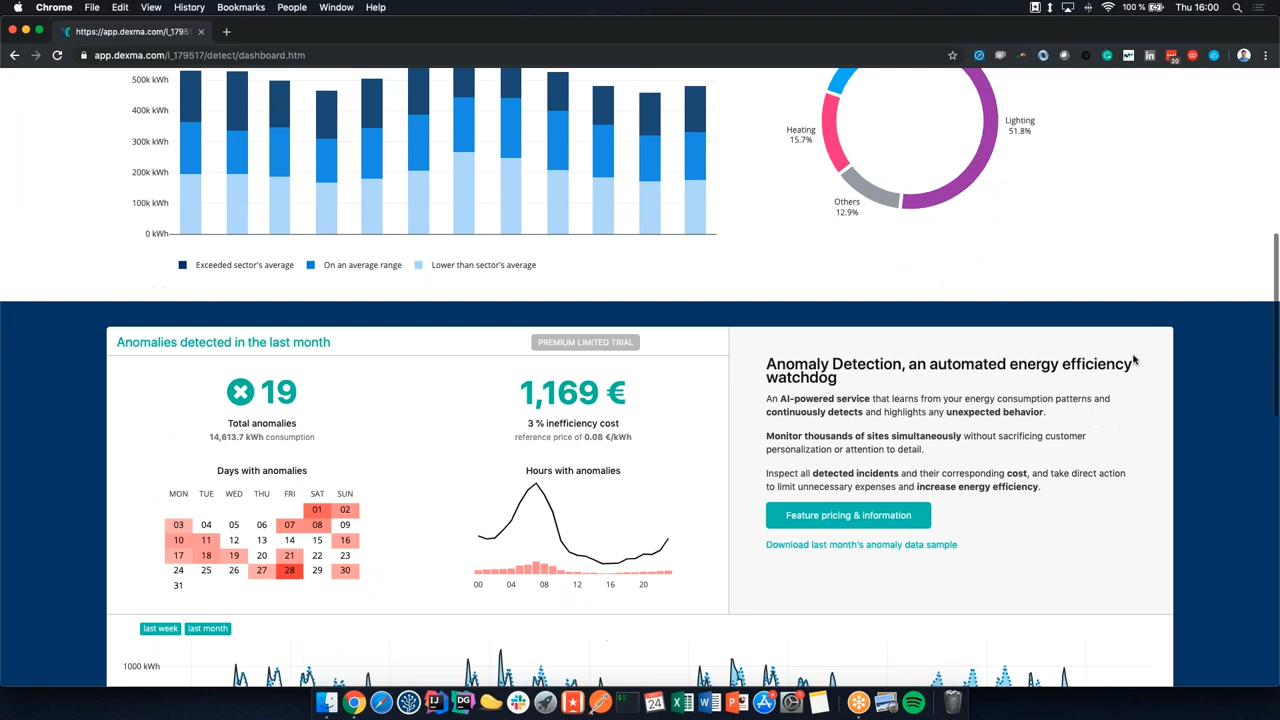 Chrome File Edit View History Bookmarks People Window Help 100 % Thu 16:00
https://app.dexma.com/l_1795
app.dexma.com/l_179517/detect/dashboard.htm
20
500k kWh
400k kWh
300k kWh
200k kWh
100k kWh
0 kWh
Exceeded sector's average On an average range Lower than sector's average
Heating
15.7%
Lighting
51.8%
Others
12.9%
Anomalies detected in the last month PREMIUM LIMITED TRIAL
19
Total anomalies
14,613.7 kWh consumption
1,169 €
3 % inefficiency cost
reference price of 0.08 €/kWh
Days with anomalies
MON TUE WED THU FRI SAT SUN
01 02
03 04 05 06 07 08 09
10 11 12 13 14 15 16
17 18 19 20 21 22 23
24 25 26 27 28 29 30
31
Hours with anomalies
00 04 08 12 16 20
Anomaly Detection, an automated energy efficiency
watchdog
An AI-powered service that learns from your energy consumption patterns and
continuously detects and highlights any unexpected behavior.
Monitor thousands of sites simultaneously without sacrificing customer
personalization or attention to detail.
Inspect all detected incidents and their corresponding cost, and take direct action
to limit unnecessary expenses and increase energy efficiency.
Feature pricing & information
Download last month's anomaly data sample
last week last month
1000 kWh
24